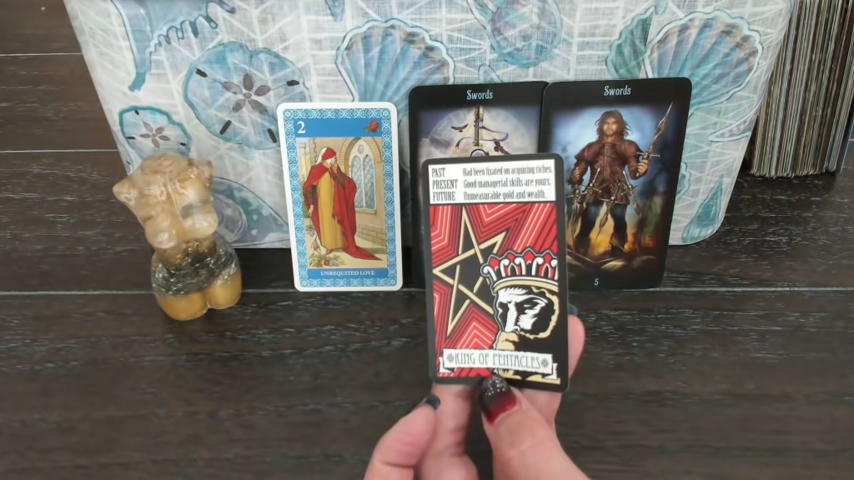 2
UNREQUITED LOVE
Swords
Swords
5
PAST Had been fixated on acquiring riches.
PRESENT Good managerial skills are yours.
FUTURE Unmeasurable gold and wealth.
KING OF PENTACLES